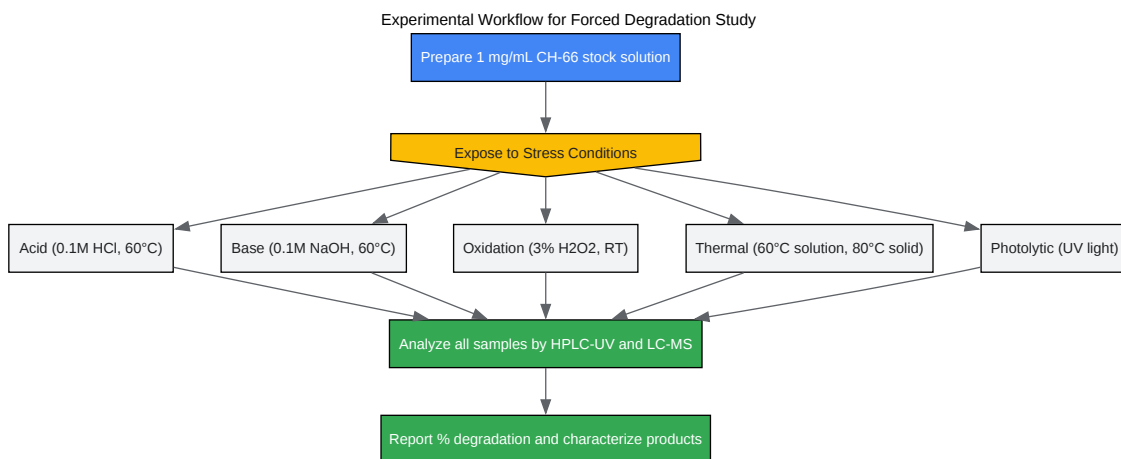 Experimental Workflow for Forced Degradation Study
Prepare 1 mg/mL CH-66 stock solution
Expose to Stress Conditions
Acid (0.1M HCl, 60°C)
Base (0.1M NaOH, 60°C)
Oxidation (3% H2O2, RT)
Thermal (60°C solution, 80°C solid)
Photolytic (UV light)
Analyze all samples by HPLC-UV and LC-MS
Report % degradation and characterize products